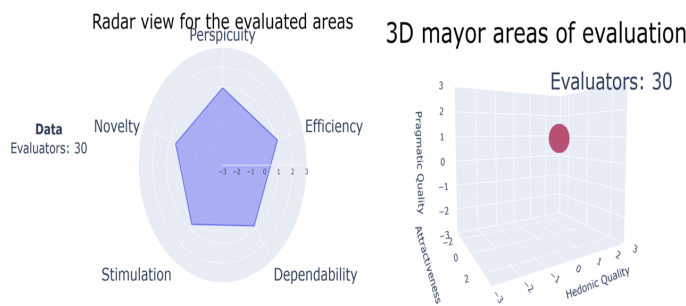 Radar view for the evaluated areas
Perspicuity
Data
Evaluators: 30
Novelty
Efficiency
−3 −2 −1 0 1 2 3
Stimulation
Dependability
3D mayor areas of evaluation
Evaluators: 30
3
2
1
0
−1
−2
−3
Pragmatic Quality
−2
0
2
Attractiveness
−3
−2
−1
0
1
2
3
Hedonic Quality